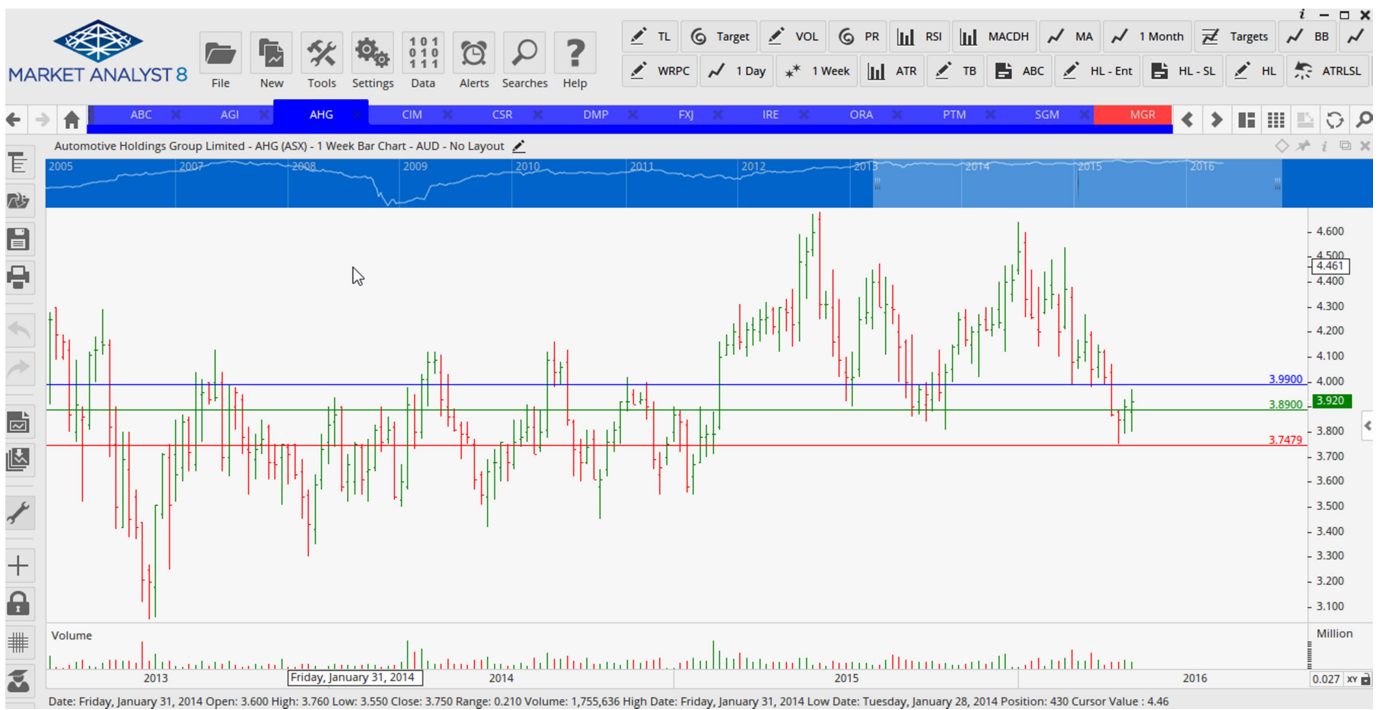 i
TL Target VOL PR RSI MACDH MA 1 Month Targets BB
MARKET ANALYST 8
101 010 111
File New Tools Settings Data Alerts Searches Help
WRPC 1 Day 1 Week ATR TB ABC HL - Ent HL - SL HL ATRLSL
ABC AGI AHG CIM CSR DMP FXJ IRE ORA PTM SGM MGR
Automotive Holdings Group Limited - AHG (ASX) - 1 Week Bar Chart - AUD - No Layout
i
2005 2007 2008 2009 2010 2011 2012 2013 2014 2015 2016
4.600
4.500
4.461
4.400
4.300
4.200
4.100
3.9900
4.000
3.8900
3.920
3.800
3.7479
3.700
3.600
3.500
3.400
3.300
3.200
3.100
Volume
Million
2013 Friday, January 31, 2014 2014 2015 2016 0.027 XY
Date: Friday, January 31, 2014 Open: 3.600 High: 3.760 Low: 3.550 Close: 3.750 Range: 0.210 Volume: 1,755,636 High Date: Friday, January 31, 2014 Low Date: Tuesday, January 28, 2014 Position: 430 Cursor Value : 4.46